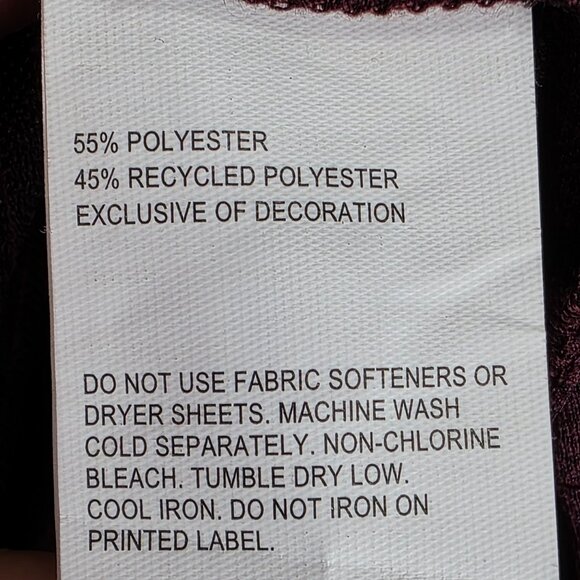 55% POLYESTER
45% RECYCLED POLYESTER
EXCLUSIVE OF DECORATION
DO NOT USE FABRIC SOFTENERS OR
DRYER SHEETS. MACHINE WASH
COLD SEPARATELY. NON-CHLORINE
BLEACH. TUMBLE DRY LOW.
COOL IRON. DO NOT IRON ON
PRINTED LABEL.